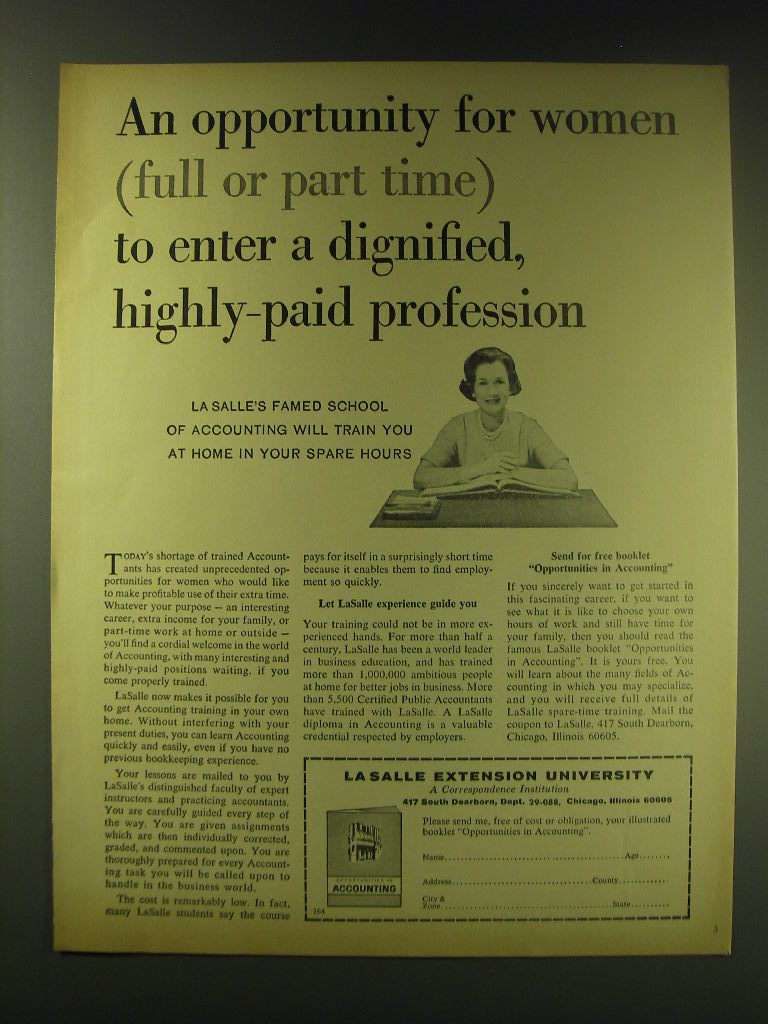 An opportunity for women
(full or part time)
to enter a dignified,
highly-paid profession
LA SALLE'S FAMED SCHOOL
OF ACCOUNTING WILL TRAIN YOU
AT HOME IN YOUR SPARE HOURS
TODAY's shortage of trained Account-
ants has created unprecedented op-
portunities for women who would like
to make profitable use of their extra time.
Whatever your purpose — an interesting
career, extra income for your family, or
part-time work at home or outside —
you'll find a cordial welcome in the world
of Accounting, with many interesting and
highly-paid positions waiting, if you
come properly trained.
LaSalle now makes it possible for you
to get Accounting training in your own
home. Without interfering with your
present duties, you can learn Accounting
quickly and easily, even if you have no
previous bookkeeping experience.
Your lessons are mailed to you by
LaSalle's distinguished faculty of expert
instructors and practicing accountants.
You are carefully guided every step of
the way. You are given assignments
which are then individually corrected,
graded, and commented upon. You are
thoroughly prepared for every Account-
ing task you will be called upon to
handle in the business world.
The cost is remarkably low. In fact,
many LaSalle students say the course
pays for itself in a surprisingly short time
because it enables them to find employ-
ment so quickly.
Let LaSalle experience guide you
Your training could not be in more ex-
perienced hands. For more than half a
century, LaSalle has been a world leader
in business education, and has trained
more than 1,000,000 ambitious people
at home for better jobs in business. More
than 5,500 Certified Public Accountants
have trained with LaSalle. A LaSalle
diploma in Accounting is a valuable
credential respected by employers.
Send for free booklet
"Opportunities in Accounting"
If you sincerely want to get started in
this fascinating career, if you want to
see what it is like to choose your own
hours of work and still have time for
your family, then you should read the
famous LaSalle booklet "Opportunities
in Accounting". It is yours free. You
will learn about the many fields of Ac-
counting in which you may specialize,
and you will receive full details of
LaSalle spare-time training. Mail the
coupon to LaSalle, 417 South Dearborn,
Chicago, Illinois 60605.
LA SALLE EXTENSION UNIVERSITY
A Correspondence Institution
417 South Dearborn, Dept. 29-088, Chicago, Illinois 60605
Please send me, free of cost or obligation, your illustrated
booklet "Opportunities in Accounting".
Name.................... Age........
Address.................... County............
City &
Zone.................... State..........
OPPORTUNITIES IN
ACCOUNTING
164
3